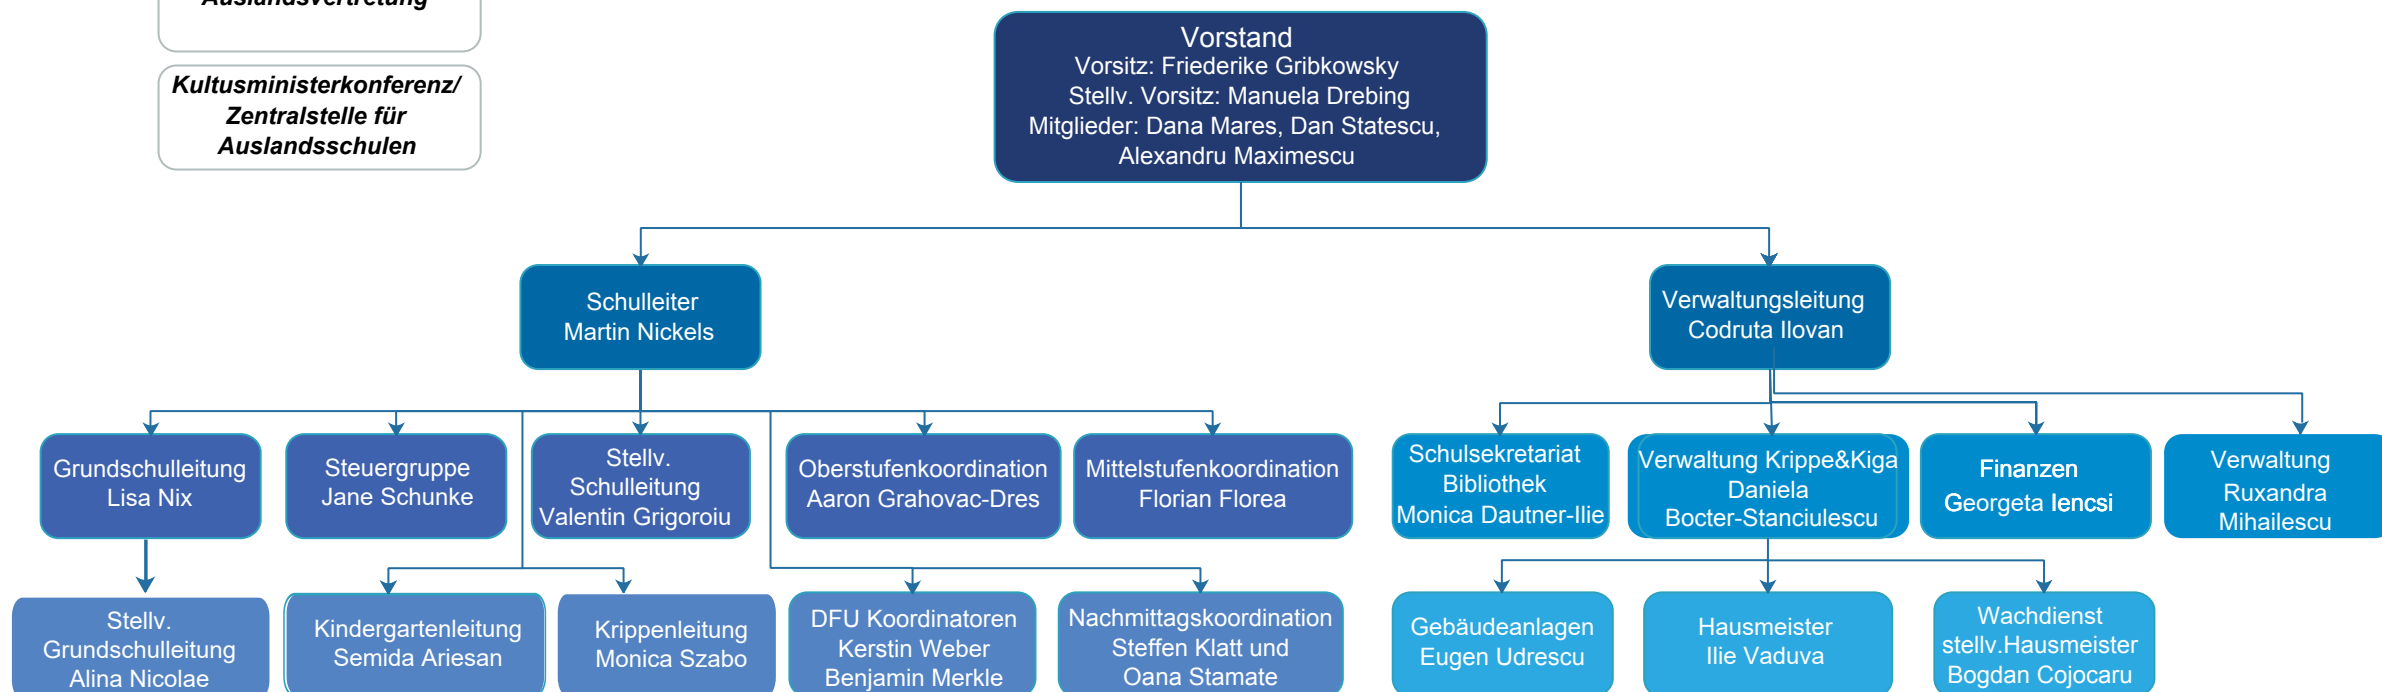 Auslandsvertretung
Kultusministerkonferenz/
Zentralstelle für
Auslandsschulen
Vorstand
Vorsitz: Friederike Gribkowsky
Stellv. Vorsitz: Manuela Drebing
Mitglieder: Dana Mares, Dan Statescu,
Alexandru Maximescu
Schulleiter
Martin Nickels
Verwaltungsleitung
Codruta Ilovan
Grundschulleitung
Lisa Nix
Steuergruppe
Jane Schunke
Stellv.
Schulleitung
Valentin Grigoroiu
Oberstufenkoordination
Aaron Grahovac-Dres
Mittelstufenkoordination
Florian Florea
Schulsekretariat
Bibliothek
Monica Dautner-Ilie
Verwaltung Krippe&Kiga
Daniela
Bocter-Stanciulescu
Finanzen
Georgeta Iencsi
Verwaltung
Ruxandra
Mihailescu
Stellv.
Grundschulleitung
Alina Nicolae
Kindergartenleitung
Semida Ariesan
Krippenleitung
Monica Szabo
DFU Koordinatoren
Kerstin Weber
Benjamin Merkle
Nachmittagskoordination
Steffen Klatt und
Oana Stamate
Gebäudeanlagen
Eugen Udrescu
Hausmeister
Ilie Vaduva
Wachdienst
stellv.Hausmeister
Bogdan Cojocaru